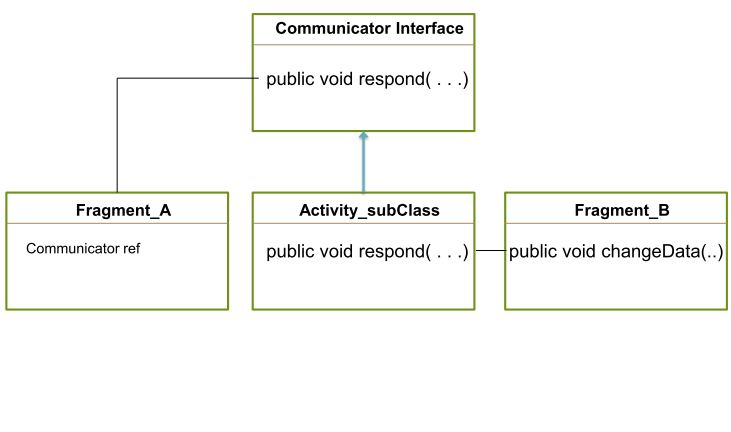 Communicator Interface
public void respond( . . .)
Fragment_A
Communicator ref
Activity_subClass
public void respond( . . .)
Fragment_B
public void changeData(..)